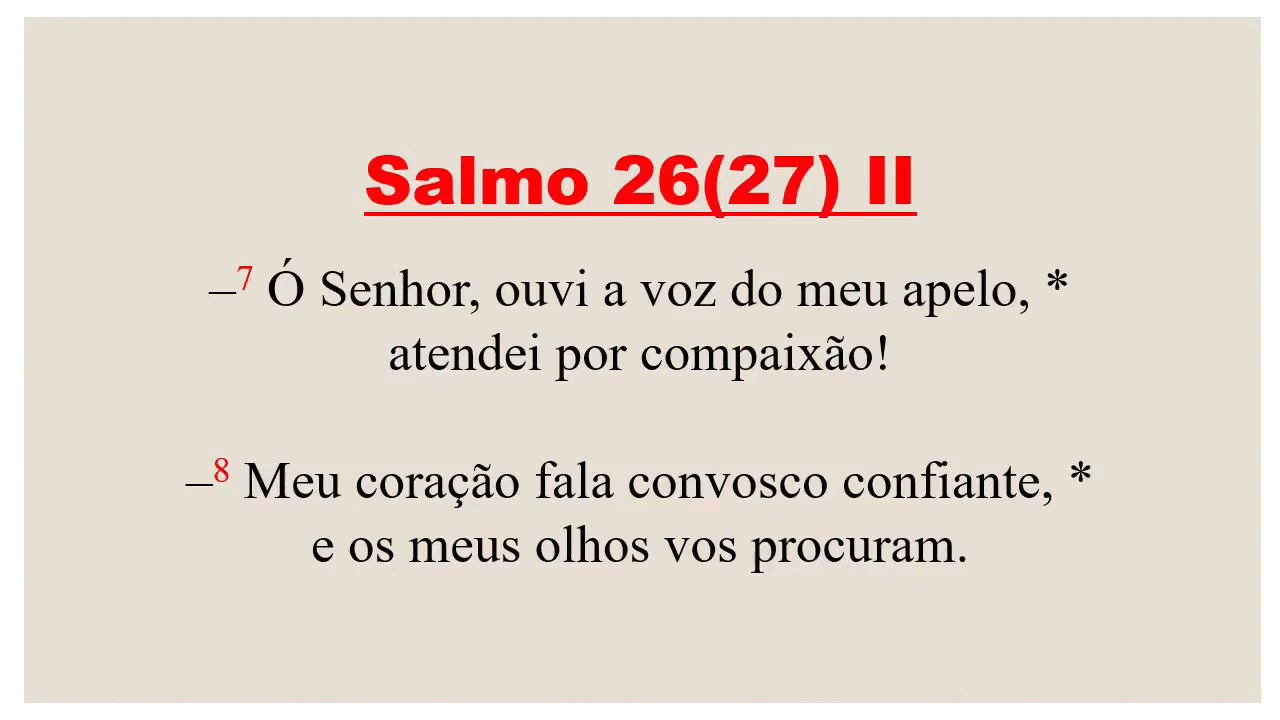 Salmo 26(27) II
–7 Ó Senhor, ouvi a voz do meu apelo, *
atendei por compaixão!
–8 Meu coração fala convosco confiante, *
e os meus olhos vos procuram.